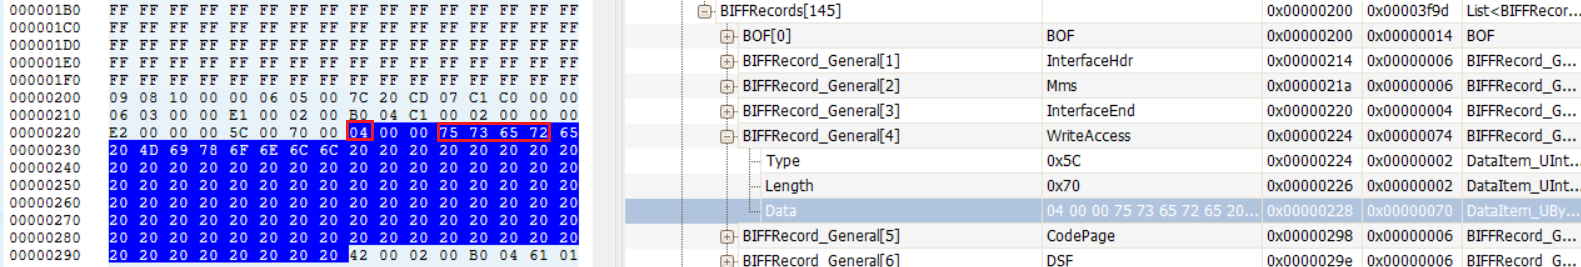 000001B0 FF FF FF FF FF FF FF FF FF FF FF FF FF FF FF FF
000001C0 FF FF FF FF FF FF FF FF FF FF FF FF FF FF FF FF
000001D0 FF FF FF FF FF FF FF FF FF FF FF FF FF FF FF FF
000001E0 FF FF FF FF FF FF FF FF FF FF FF FF FF FF FF FF
000001F0 FF FF FF FF FF FF FF FF FF FF FF FF FF FF FF FF
00000200 09 08 10 00 00 06 05 00 7C 20 CD 07 C1 C0 00 00
00000210 06 03 00 00 E1 00 02 00 B0 04 C1 00 02 00 00 00
00000220 E2 00 00 00 5C 00 70 00 04 00 00 75 73 65 72 65
00000230 20 4D 69 78 6F 6E 6C 6C 20 20 20 20 20 20 20 20
00000240 20 20 20 20 20 20 20 20 20 20 20 20 20 20 20 20
00000250 20 20 20 20 20 20 20 20 20 20 20 20 20 20 20 20
00000260 20 20 20 20 20 20 20 20 20 20 20 20 20 20 20 20
00000270 20 20 20 20 20 20 20 20 20 20 20 20 20 20 20 20
00000280 20 20 20 20 20 20 20 20 20 20 20 20 20 20 20 20
00000290 20 20 20 20 20 20 20 20 42 00 02 00 B0 04 61 01
BIFFRecords[145] 0x00000200 0x00003f9d List<BIFFRecor...
BOF[0] BOF 0x00000200 0x00000014 BOF
BIFFRecord_General[1] InterfaceHdr 0x00000214 0x00000006 BIFFRecord_G...
BIFFRecord_General[2] Mms 0x0000021a 0x00000006 BIFFRecord_G...
BIFFRecord_General[3] InterfaceEnd 0x00000220 0x00000004 BIFFRecord_G...
BIFFRecord_General[4] WriteAccess 0x00000224 0x00000074 BIFFRecord_G...
Type 0x5C 0x00000224 0x00000002 DataItem_UInt...
Length 0x70 0x00000226 0x00000002 DataItem_UInt...
Data 04 00 00 75 73 65 72 65 20... 0x00000228 0x00000070 DataItem_UBy...
BIFFRecord_General[5] CodePage 0x00000298 0x00000006 BIFFRecord_G...
BIFFRecord_General[6] DSF 0x0000029e 0x00000006 BIFFRecord_G...